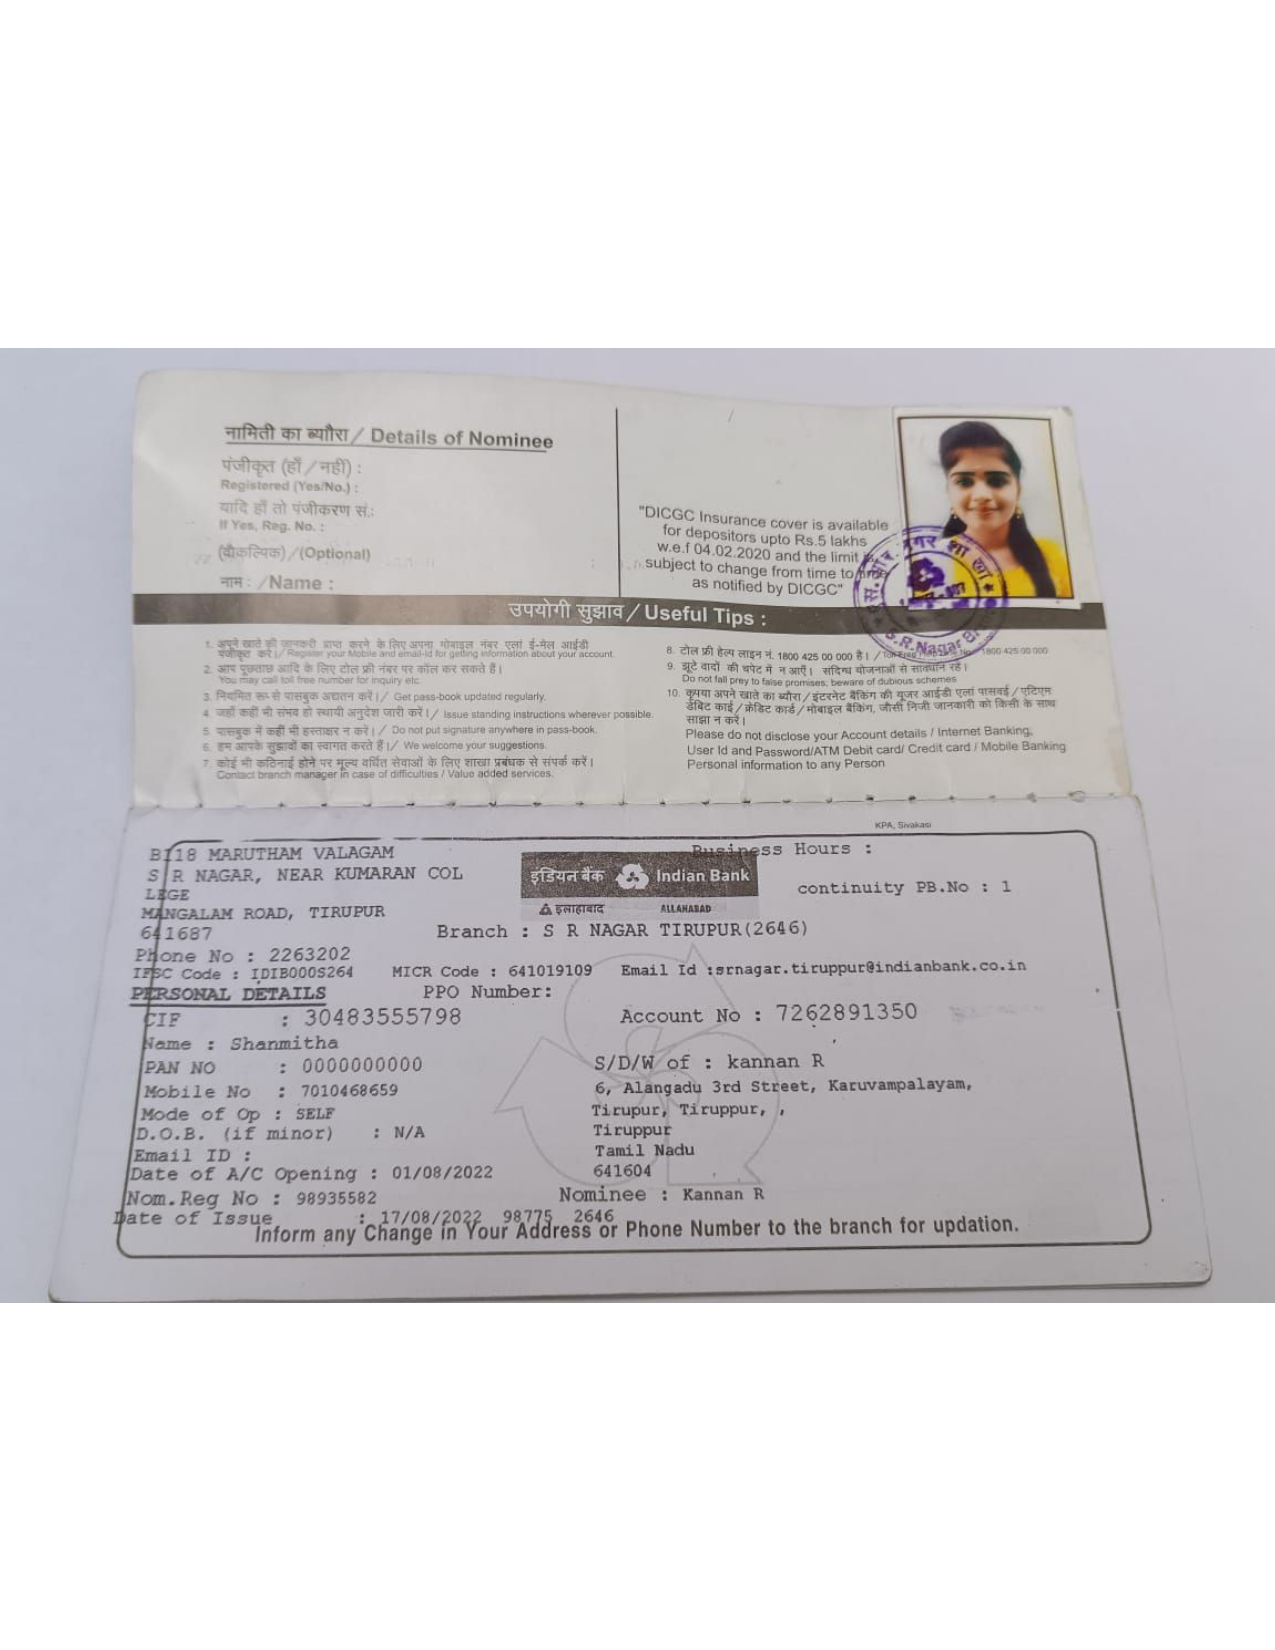 नामिती का ब्यौरा / Details of Nominee
पंजीकृत (हाँ / नहीं) :
Registered (Yes/No.) :
यादि हाँ तो पंजीकरण सं.:
If Yes, Reg. No. :
(वैकल्पिक) / (Optional)
नाम : / Name :
"DICGC Insurance cover is available
for depositors upto Rs.5 lakhs
w.e.f 04.02.2020 and the limit is
subject to change from time to time
as notified by DICGC"
एस. आर. नगर शाखा
S.R.Nagar
उपयोगी सुझाव / Useful Tips :
1. अपने खाते की जानकारी प्राप्त करने के लिए अपना मोबाइल नंबर एलां ई-मेल आईडी
पंजीकृत करें। / Register your Mobile and email-id for getting information about your account.
2. आप पूछताछ आदि के लिए टोल फ्री नंबर पर कॉल कर सकते हैं।
You may call toll free number for inquiry etc.
3. नियमित रूप से पासबुक अद्यतन करें। / Get pass-book updated regularly.
4. जहाँ कहीं भी संभव हो स्थायी अनुदेश जारी करें। / Issue standing instructions wherever possible.
5. पासबुक में कहीं भी हस्ताक्षर न करें। / Do not put signature anywhere in pass-book.
6. हम आपके सुझावों का स्वागत करते हैं। / We welcome your suggestions.
7. कोई भी कठिनाई होने पर मूल्य वर्धित सेवाओं के लिए शाखा प्रबंधक से संपर्क करें।
Contact branch manager in case of difficulties / Value added services.
8. टोल फ्री हेल्प लाइन नं. 1800 425 00 000 है। / Toll Free Help Line No. 1800 425 00 000
9. झूटे वादों की चपेट में न आएँ। संदिग्ध योजनाओं से सावधान रहें।
Do not fall prey to false promises; beware of dubious schemes
10. कृपया अपने खाते का ब्यौरा / इंटरनेट बैंकिंग की यूजर आईडी एलां पासवर्ड / एटिएम
डेबिट कार्ड / क्रेडिट कार्ड / मोबाइल बैंकिंग, जौसी निजी जानकारी को किसी के साथ
साझा न करें।
Please do not disclose your Account details / Internet Banking,
User Id and Password/ATM Debit card/ Credit card / Mobile Banking
Personal information to any Person
KPA, Sivakasi
B118 MARUTHAM VALAGAM
S R NAGAR, NEAR KUMARAN COL
LEGE
MANGALAM ROAD, TIRUPUR
641687
इंडियन बैंक Indian Bank
इलाहाबाद ALLAHABAD
Business Hours :
continuity PB.No : 1
Branch : S R NAGAR TIRUPUR(2646)
Phone No : 2263202
IFSC Code : IDIB000S264 MICR Code : 641019109 Email Id :srnagar.tiruppur@indianbank.co.in
PERSONAL DETAILS PPO Number:
CIF : 30483555798 Account No : 7262891350
Name : Shanmitha
PAN NO : 0000000000 S/D/W of : kannan R
Mobile No : 7010468659 6, Alangadu 3rd Street, Karuvampalayam,
Mode of Op : SELF Tirupur, Tiruppur, ,
D.O.B. (if minor) : N/A Tiruppur
Email ID : Tamil Nadu
Date of A/C Opening : 01/08/2022 641604
Nom.Reg No : 98935582 Nominee : Kannan R
Date of Issue : 17/08/2022 98775 2646
Inform any Change in Your Address or Phone Number to the branch for updation.